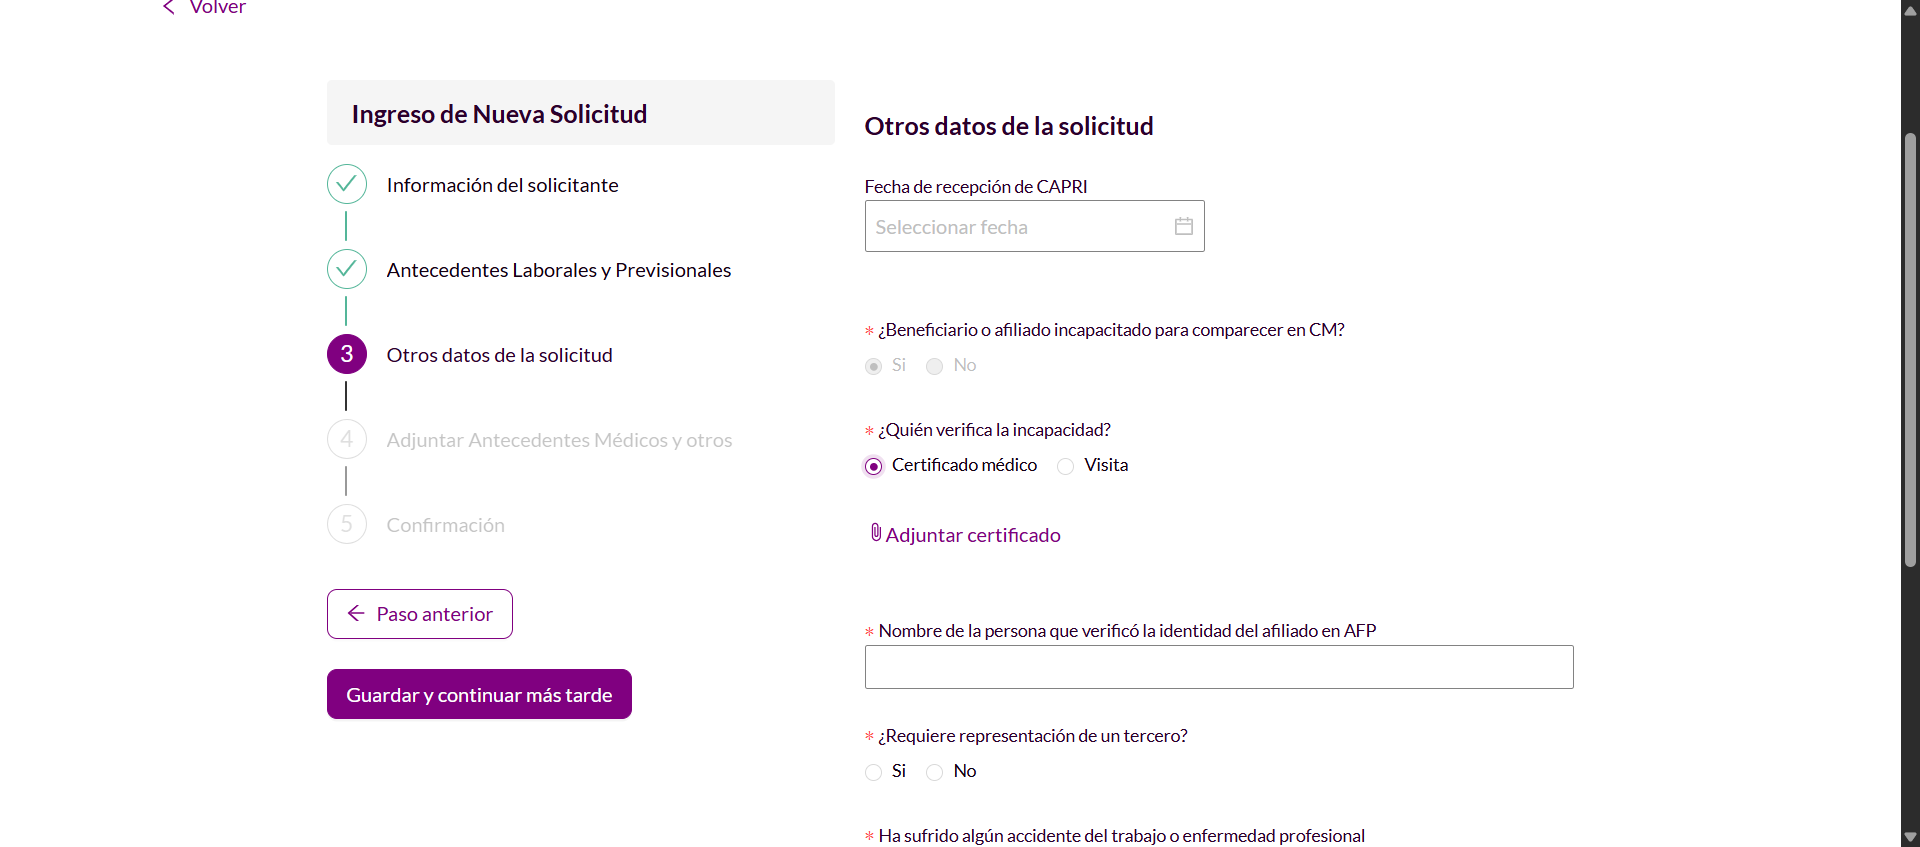 Volver
Ingreso de Nueva Solicitud
Información del solicitante
Antecedentes Laborales y Previsionales
3 Otros datos de la solicitud
4 Adjuntar Antecedentes Médicos y otros
5 Confirmación
Paso anterior
Guardar y continuar más tarde
Otros datos de la solicitud
Fecha de recepción de CAPRI
Seleccionar fecha
* ¿Beneficiario o afiliado incapacitado para comparecer en CM?
Si No
* ¿Quién verifica la incapacidad?
Certificado médico Visita
Adjuntar certificado
* Nombre de la persona que verificó la identidad del afiliado en AFP
* ¿Requiere representación de un tercero?
Si No
* Ha sufrido algún accidente del trabajo o enfermedad profesional